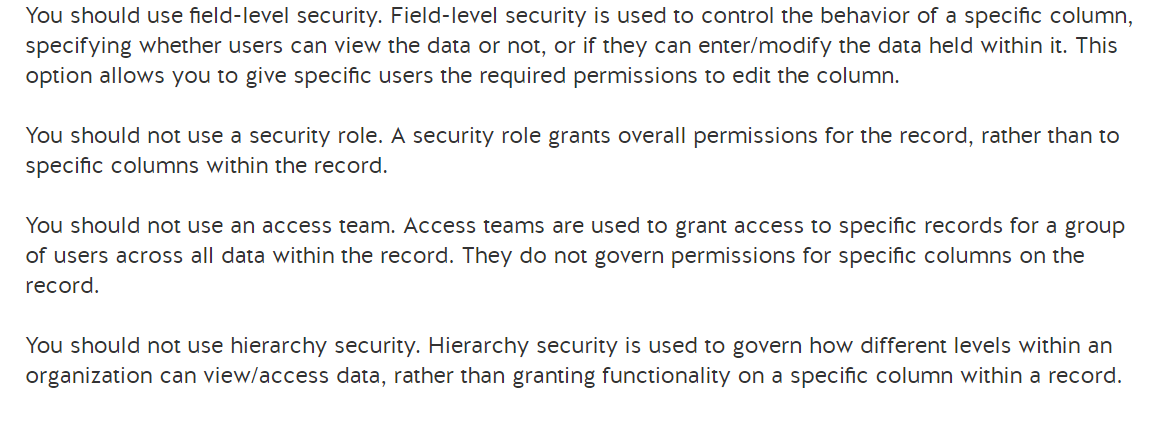 You should use field-level security. Field-level security is used to control the behavior of a specific column,
specifying whether users can view the data or not, or if they can enter/modify the data held within it. This
option allows you to give specific users the required permissions to edit the column.
You should not use a security role. A security role grants overall permissions for the record, rather than to
specific columns within the record.
You should not use an access team. Access teams are used to grant access to specific records for a group
of users across all data within the record. They do not govern permissions for specific columns on the
record.
You should not use hierarchy security. Hierarchy security is used to govern how different levels within an
organization can view/access data, rather than granting functionality on a specific column within a record.